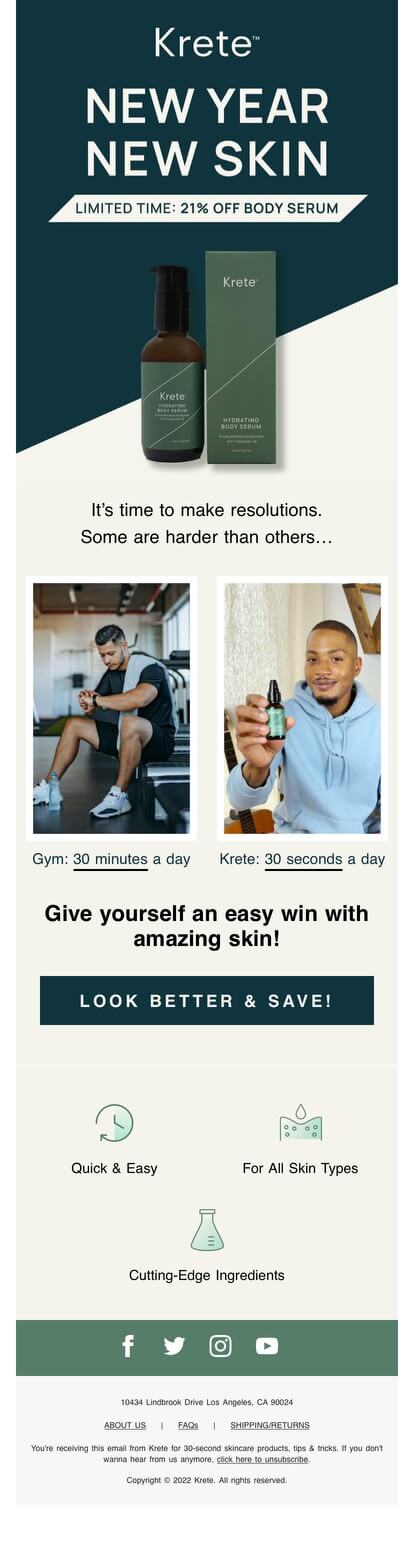 Krete™
NEW YEAR
NEW SKIN
LIMITED TIME: 21% OFF BODY SERUM
Krete™
Krete™
HYDRATING
BODY SERUM
HYDRATING
BODY SERUM
It's time to make resolutions.
Some are harder than others…
Gym: 30 minutes a day
Krete: 30 seconds a day
Give yourself an easy win with
amazing skin!
LOOK BETTER & SAVE!
Quick & Easy
For All Skin Types
Cutting-Edge Ingredients
10434 Lindbrook Drive Los Angeles, CA 90024
ABOUT US | FAQs | SHIPPING/RETURNS
You're receiving this email from Krete for 30-second skincare products, tips & tricks. If you don't
wanna hear from us anymore, click here to unsubscribe.
Copyright © 2022 Krete. All rights reserved.